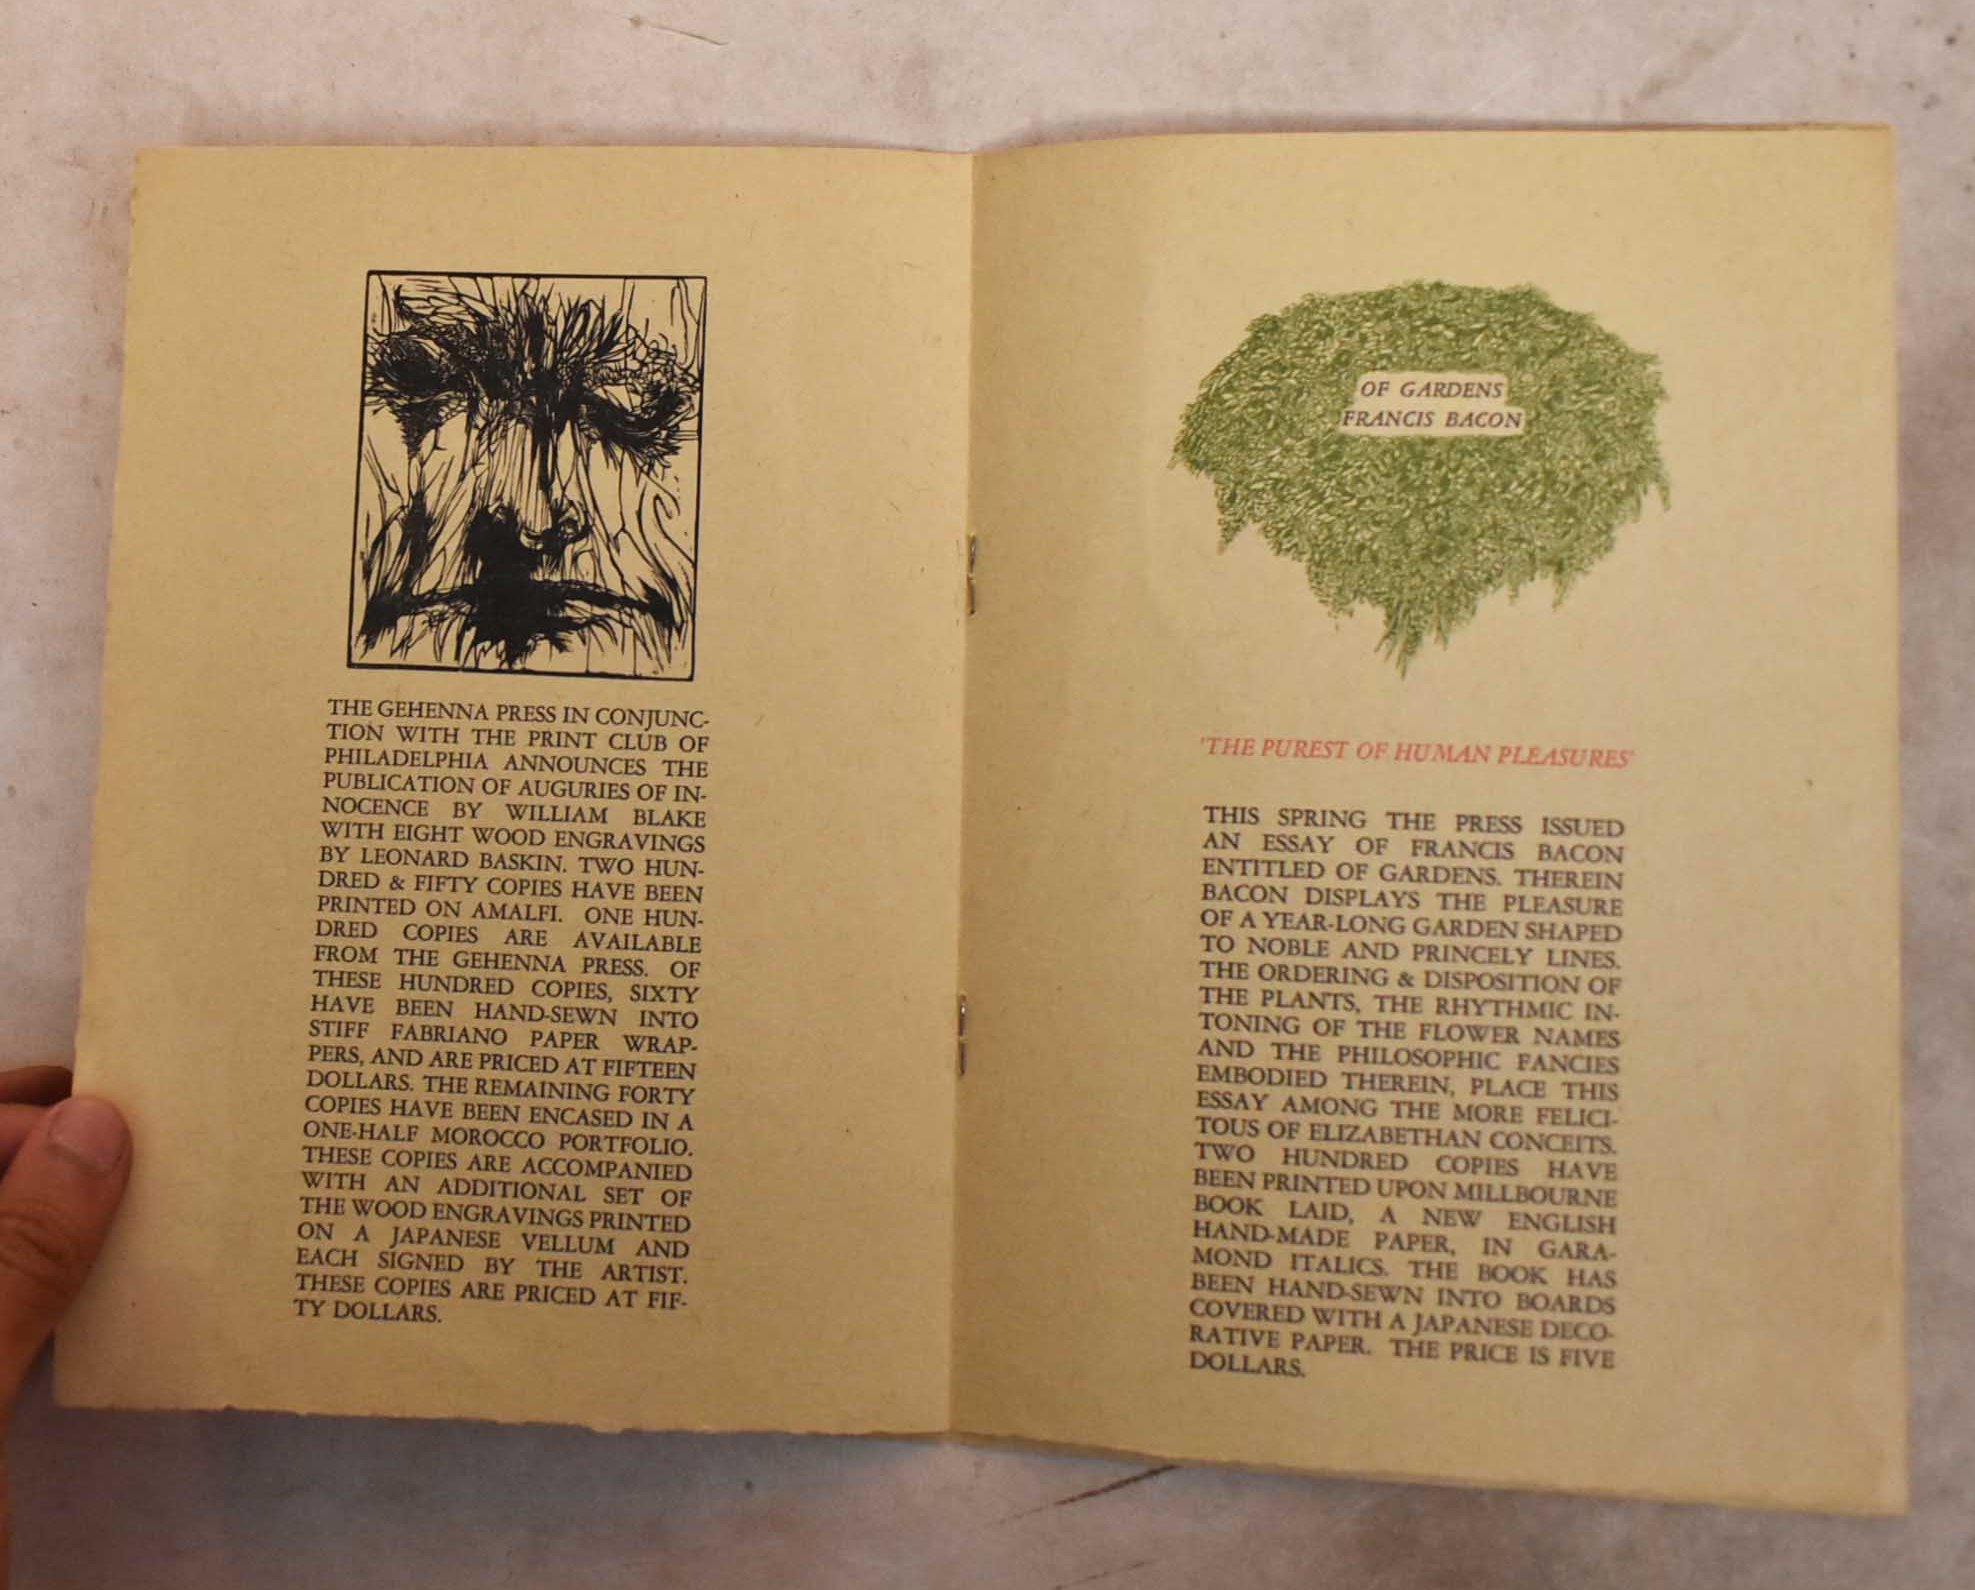 THE GEHENNA PRESS IN CONJUNC-
TION WITH THE PRINT CLUB OF
PHILADELPHIA ANNOUNCES THE
PUBLICATION OF AUGURIES OF IN-
NOCENCE BY WILLIAM BLAKE
WITH EIGHT WOOD ENGRAVINGS
BY LEONARD BASKIN. TWO HUN-
DRED & FIFTY COPIES HAVE BEEN
PRINTED ON AMALFI. ONE HUN-
DRED COPIES ARE AVAILABLE
FROM THE GEHENNA PRESS. OF
THESE HUNDRED COPIES, SIXTY
HAVE BEEN HAND-SEWN INTO
STIFF FABRIANO PAPER WRAP-
PERS, AND ARE PRICED AT FIFTEEN
DOLLARS. THE REMAINING FORTY
COPIES HAVE BEEN ENCASED IN A
ONE-HALF MOROCCO PORTFOLIO.
THESE COPIES ARE ACCOMPANIED
WITH AN ADDITIONAL SET OF
THE WOOD ENGRAVINGS PRINTED
ON A JAPANESE VELLUM AND
EACH SIGNED BY THE ARTIST.
THESE COPIES ARE PRICED AT FIF-
TY DOLLARS.
OF GARDENS
FRANCIS BACON
'THE PUREST OF HUMAN PLEASURES'
THIS SPRING THE PRESS ISSUED
AN ESSAY OF FRANCIS BACON
ENTITLED OF GARDENS. THEREIN
BACON DISPLAYS THE PLEASURE
OF A YEAR-LONG GARDEN SHAPED
TO NOBLE AND PRINCELY LINES.
THE ORDERING & DISPOSITION OF
THE PLANTS, THE RHYTHMIC IN-
TONING OF THE FLOWER NAMES
AND THE PHILOSOPHIC FANCIES
EMBODIED THEREIN, PLACE THIS
ESSAY AMONG THE MORE FELICI-
TOUS OF ELIZABETHAN CONCEITS.
TWO HUNDRED COPIES HAVE
BEEN PRINTED UPON MILLBOURNE
BOOK LAID, A NEW ENGLISH
HAND-MADE PAPER, IN GARA-
MOND ITALICS. THE BOOK HAS
BEEN HAND-SEWN INTO BOARDS
COVERED WITH A JAPANESE DECO-
RATIVE PAPER. THE PRICE IS FIVE
DOLLARS.